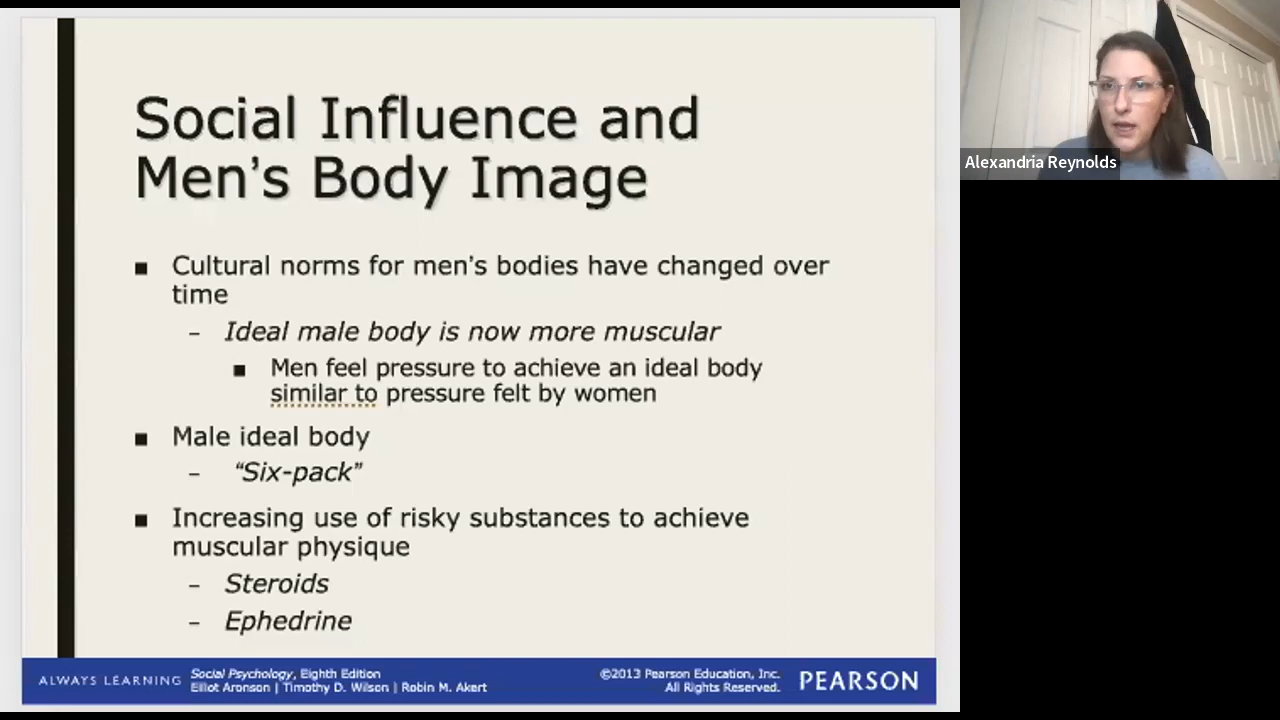 Social Influence and
Men's Body Image
■ Cultural norms for men's bodies have changed over
time
– Ideal male body is now more muscular
■ Men feel pressure to achieve an ideal body
similar to pressure felt by women
■ Male ideal body
– “Six-pack”
■ Increasing use of risky substances to achieve
muscular physique
– Steroids
– Ephedrine
ALWAYS LEARNING
Social Psychology, Eighth Edition
Elliot Aronson | Timothy D. Wilson | Robin M. Akert
©2013 Pearson Education, Inc.
All Rights Reserved.
PEARSON
Alexandria Reynolds